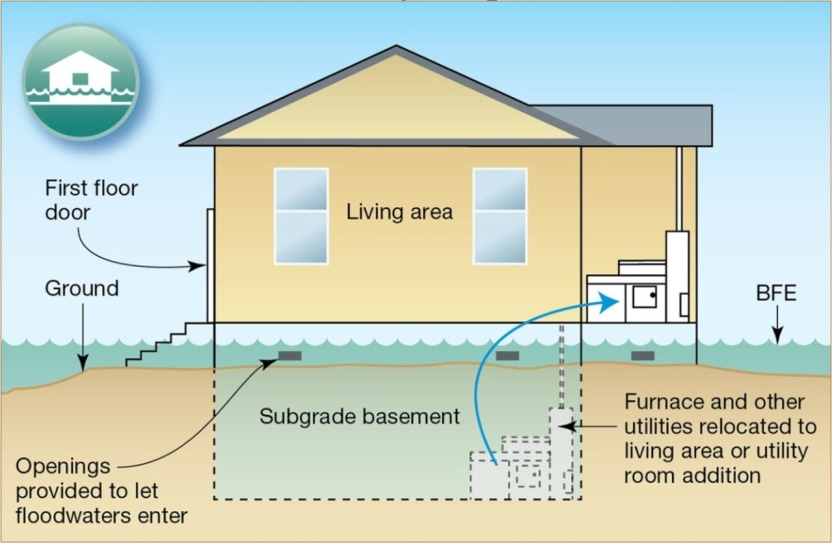 First floor
door
Living area
Ground
BFE
Subgrade basement
Furnace and other
utilities relocated to
living area or utility
room addition
Openings
provided to let
floodwaters enter